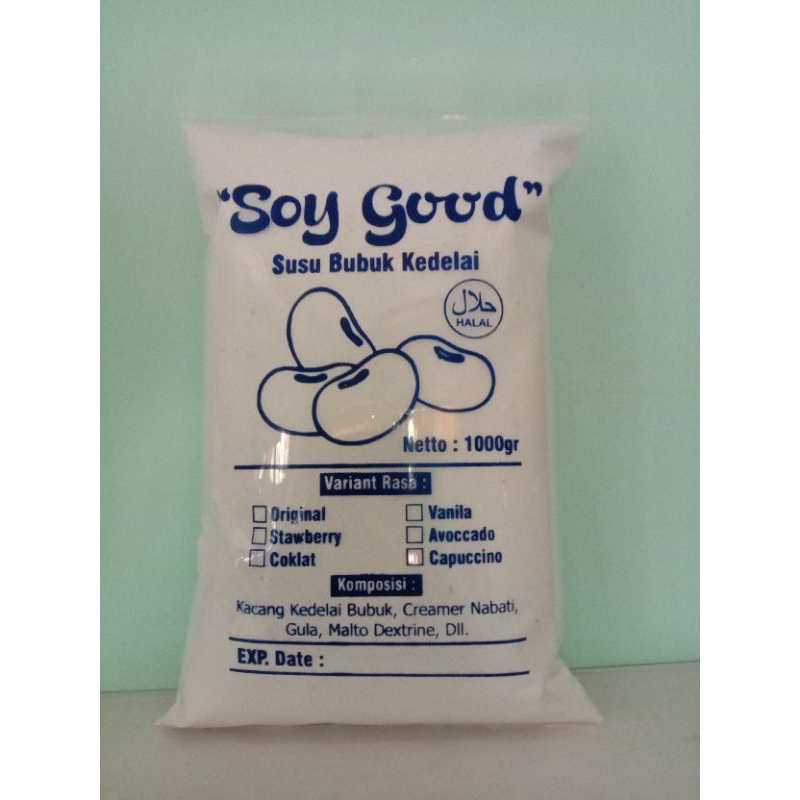 "Soy Good"
Susu Bubuk Kedelai
حلال
HALAL
Netto : 1000gr
Variant Rasa :
Original
Vanila
Stawberry
Avoccado
Coklat
Capuccino
Komposisi :
Kacang Kedelai Bubuk, Creamer Nabati,
Gula, Malto Dextrine, Dll.
EXP. Date :